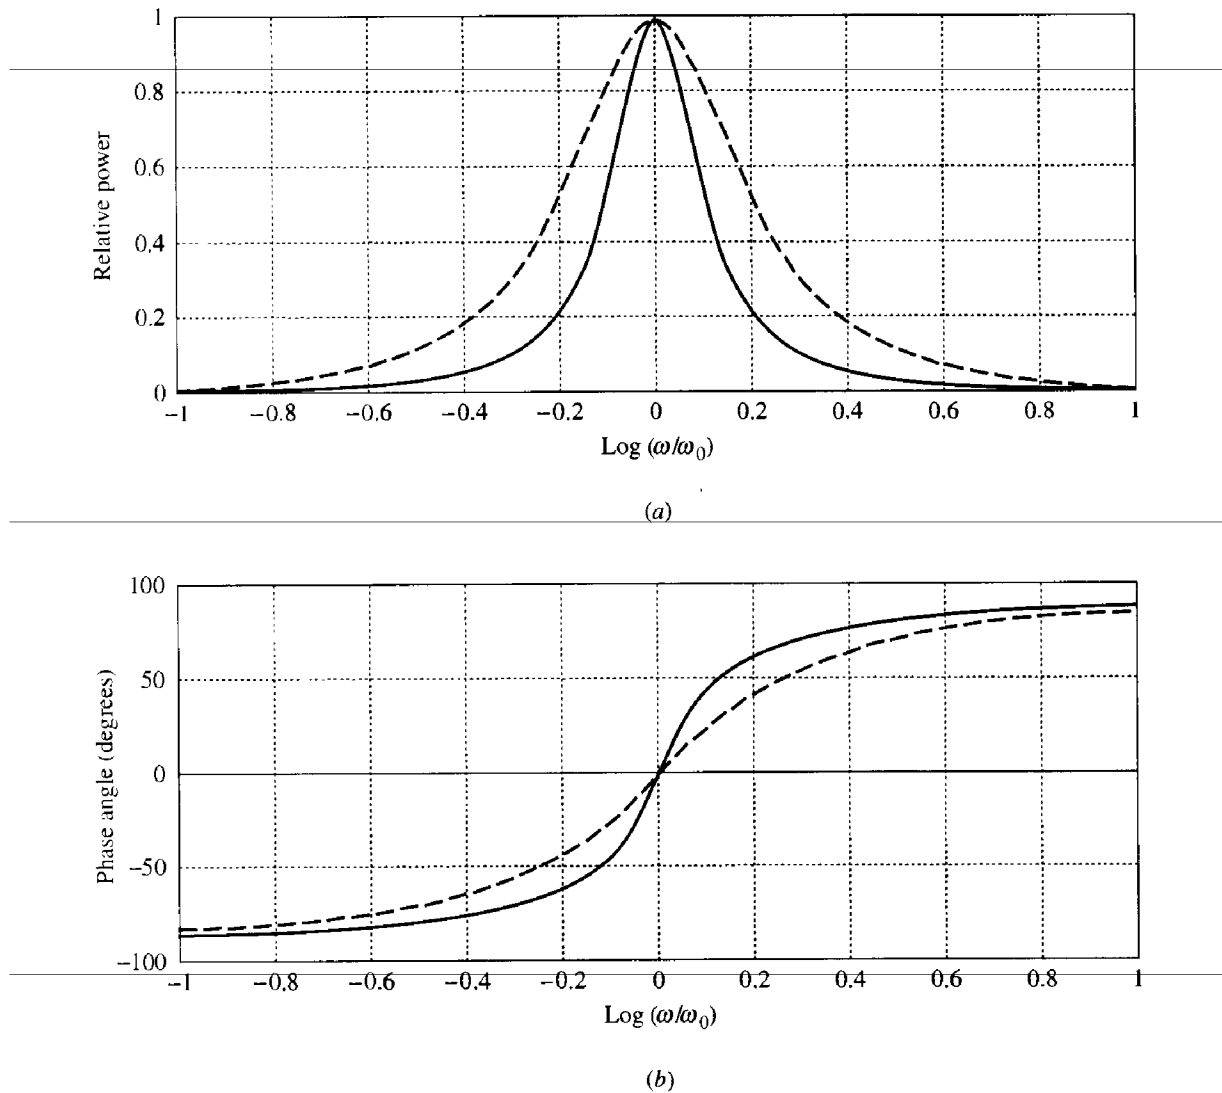 1
0.8
0.6
0.4
0.2
0
Relative power
−1 −0.8 −0.6 −0.4 −0.2 0 0.2 0.4 0.6 0.8 1
Log (ω/ω₀)
(a)
100
50
0
−50
−100
Phase angle (degrees)
−1 −0.8 −0.6 −0.4 −0.2 0 0.2 0.4 0.6 0.8 1
Log (ω/ω₀)
(b)